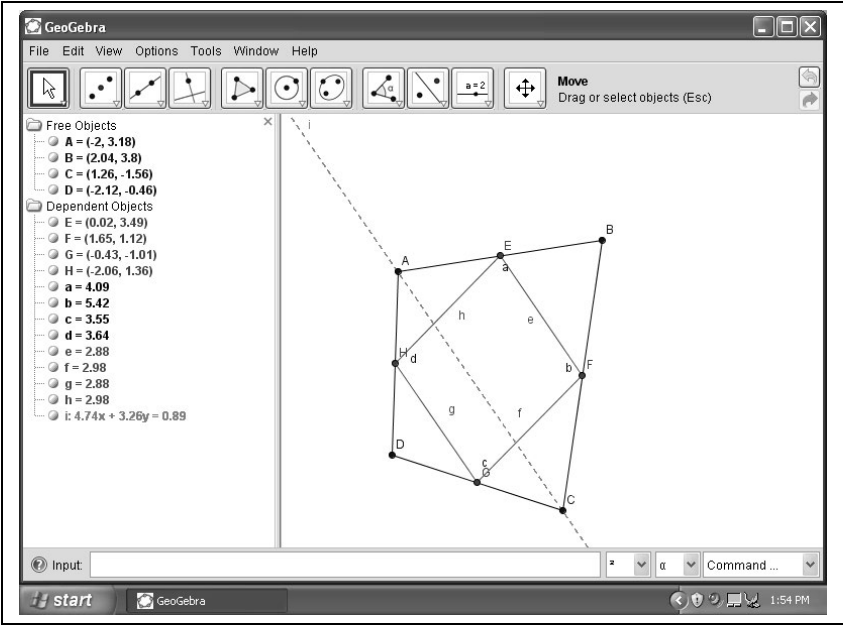 GeoGebra
File Edit View Options Tools Window Help
a = 2
Move
Drag or select objects (Esc)
Free Objects
A = (-2, 3.18)
B = (2.04, 3.8)
C = (1.26, -1.56)
D = (-2.12, -0.46)
Dependent Objects
E = (0.02, 3.49)
F = (1.65, 1.12)
G = (-0.43, -1.01)
H = (-2.06, 1.36)
a = 4.09
b = 5.42
c = 3.55
d = 3.64
e = 2.88
f = 2.98
g = 2.88
h = 2.98
i: 4.74x + 3.26y = 0.89
i
B
E
A
a
h
e
H
d
b
F
g
f
D
c
G
C
Input:
²
α
Command ...
start
GeoGebra
1:54 PM